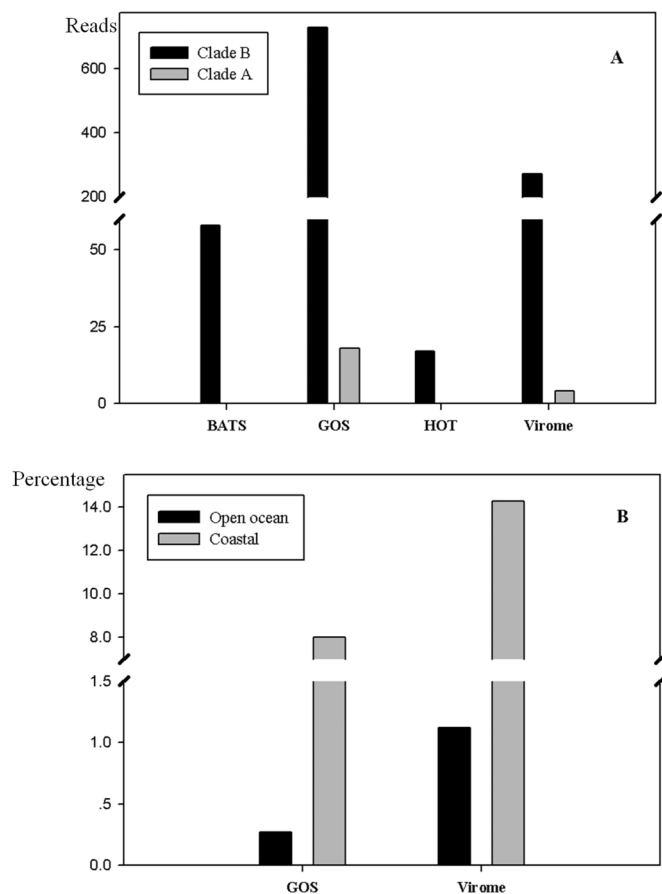 Reads
A
Clade B
Clade A
600
400
200
50
25
0
BATS GOS HOT Virome
Percentage
B
Open ocean
Coastal
14.0
12.0
10.0
8.0
1.5
1.0
.5
0.0
GOS Virome